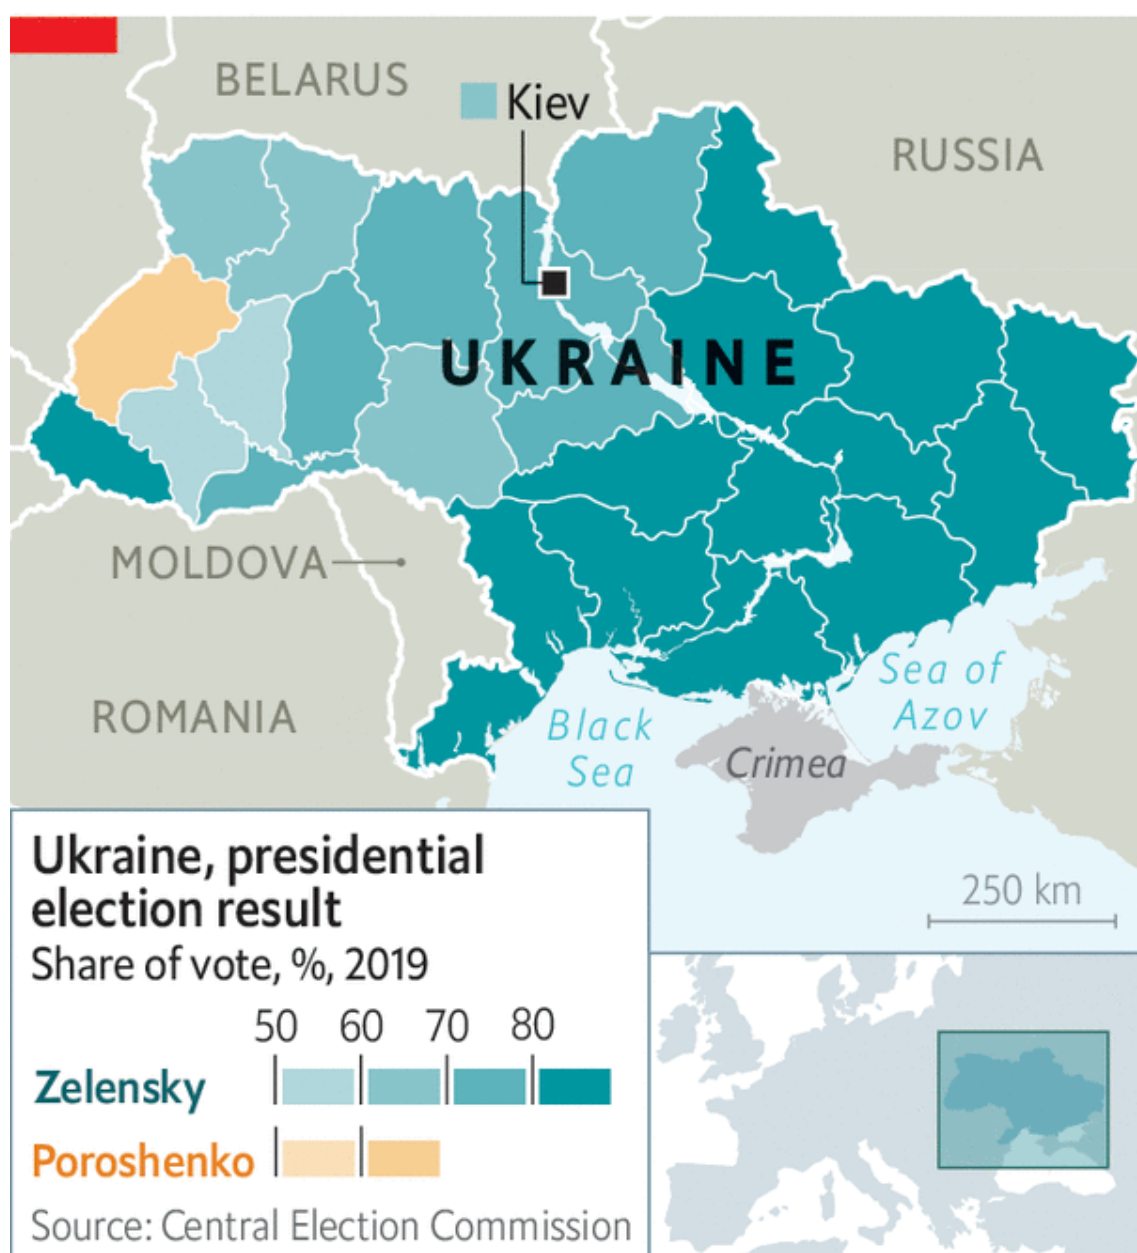 BELARUS
Kiev
RUSSIA
UKRAINE
MOLDOVA
ROMANIA
Black
Sea
Sea of
Azov
Crimea
250 km
Ukraine, presidential
election result
Share of vote, %, 2019
50 60 70 80
Zelensky
Poroshenko
Source: Central Election Commission